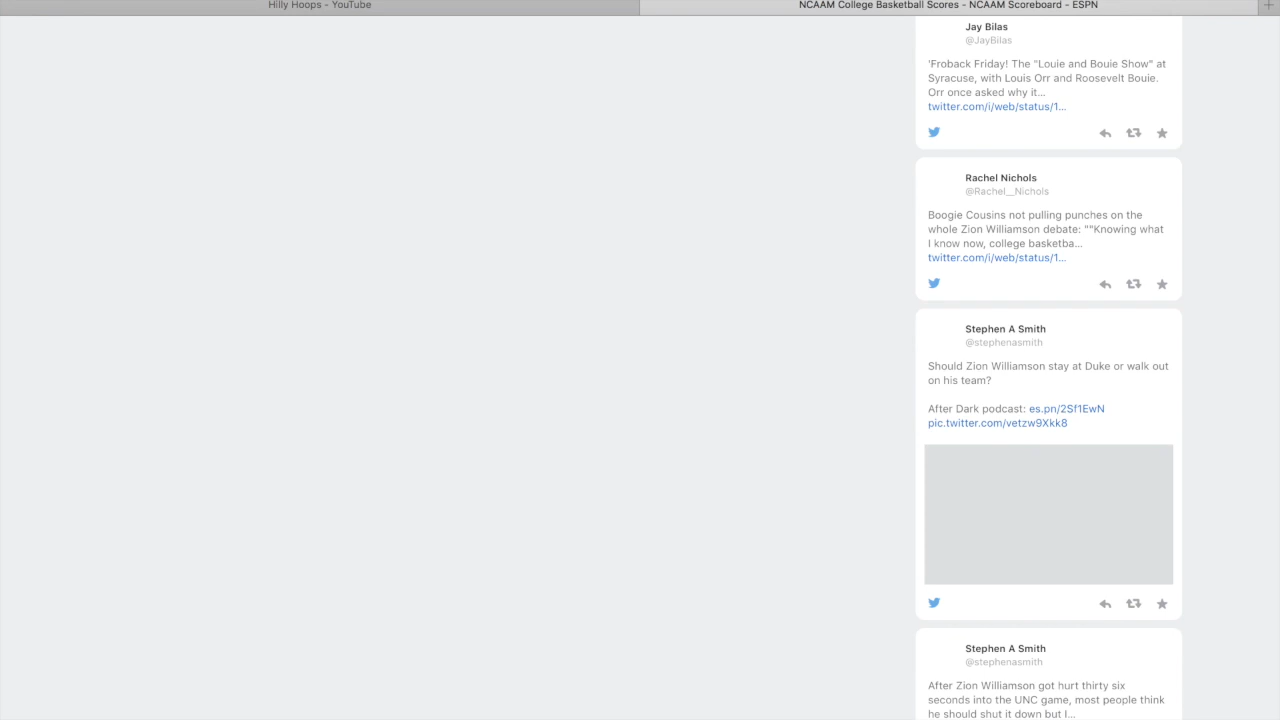 Hilly Hoops - YouTube
NCAAM College Basketball Scores - NCAAM Scoreboard - ESPN
Jay Bilas
@JayBilas
'Froback Friday! The "Louie and Bouie Show" at
Syracuse, with Louis Orr and Roosevelt Bouie.
Orr once asked why it...
twitter.com/i/web/status/1...
Rachel Nichols
@Rachel__Nichols
Boogie Cousins not pulling punches on the
whole Zion Williamson debate: ""Knowing what
I know now, college basketba...
twitter.com/i/web/status/1...
Stephen A Smith
@stephenasmith
Should Zion Williamson stay at Duke or walk out
on his team?
After Dark podcast: es.pn/2Sf1EwN
pic.twitter.com/vetzw9Xkk8
Stephen A Smith
@stephenasmith
After Zion Williamson got hurt thirty six
seconds into the UNC game, most people think
he should shut it down but I...